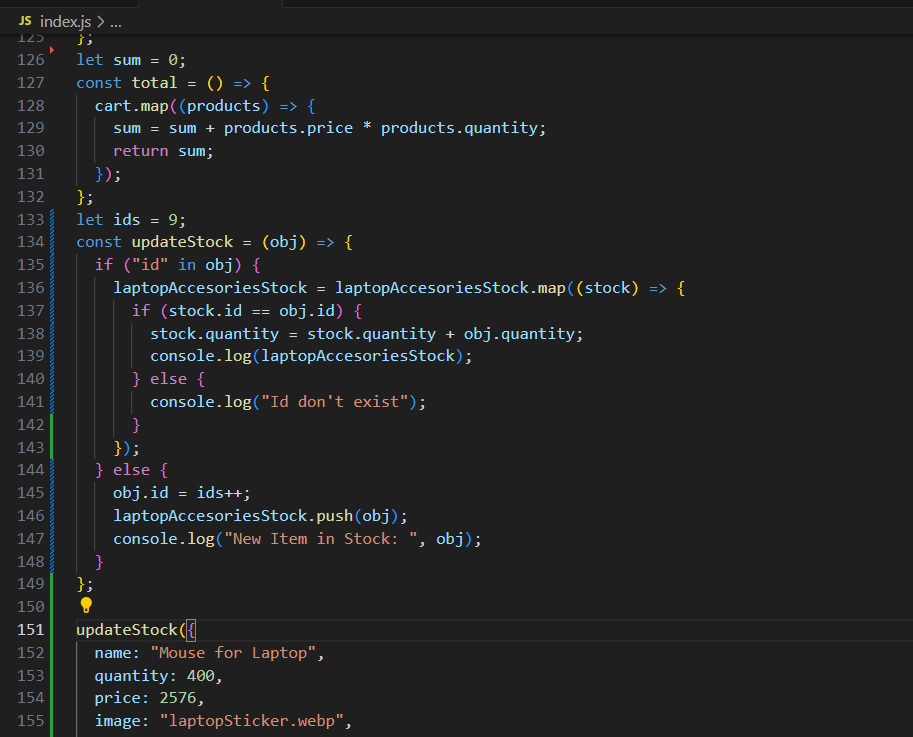 JS index.js > ...
125 };
126 let sum = 0;
127 const total = () => {
128 cart.map((products) => {
129 sum = sum + products.price * products.quantity;
130 return sum;
131 });
132 };
133 let ids = 9;
134 const updateStock = (obj) => {
135 if ("id" in obj) {
136 laptopAccesoriesStock = laptopAccesoriesStock.map((stock) => {
137 if (stock.id == obj.id) {
138 stock.quantity = stock.quantity + obj.quantity;
139 console.log(laptopAccesoriesStock);
140 } else {
141 console.log("Id don't exist");
142 }
143 });
144 } else {
145 obj.id = ids++;
146 laptopAccesoriesStock.push(obj);
147 console.log("New Item in Stock: ", obj);
148 }
149 };
150
151 updateStock({
152 name: "Mouse for Laptop",
153 quantity: 400,
154 price: 2576,
155 image: "laptopSticker.webp",